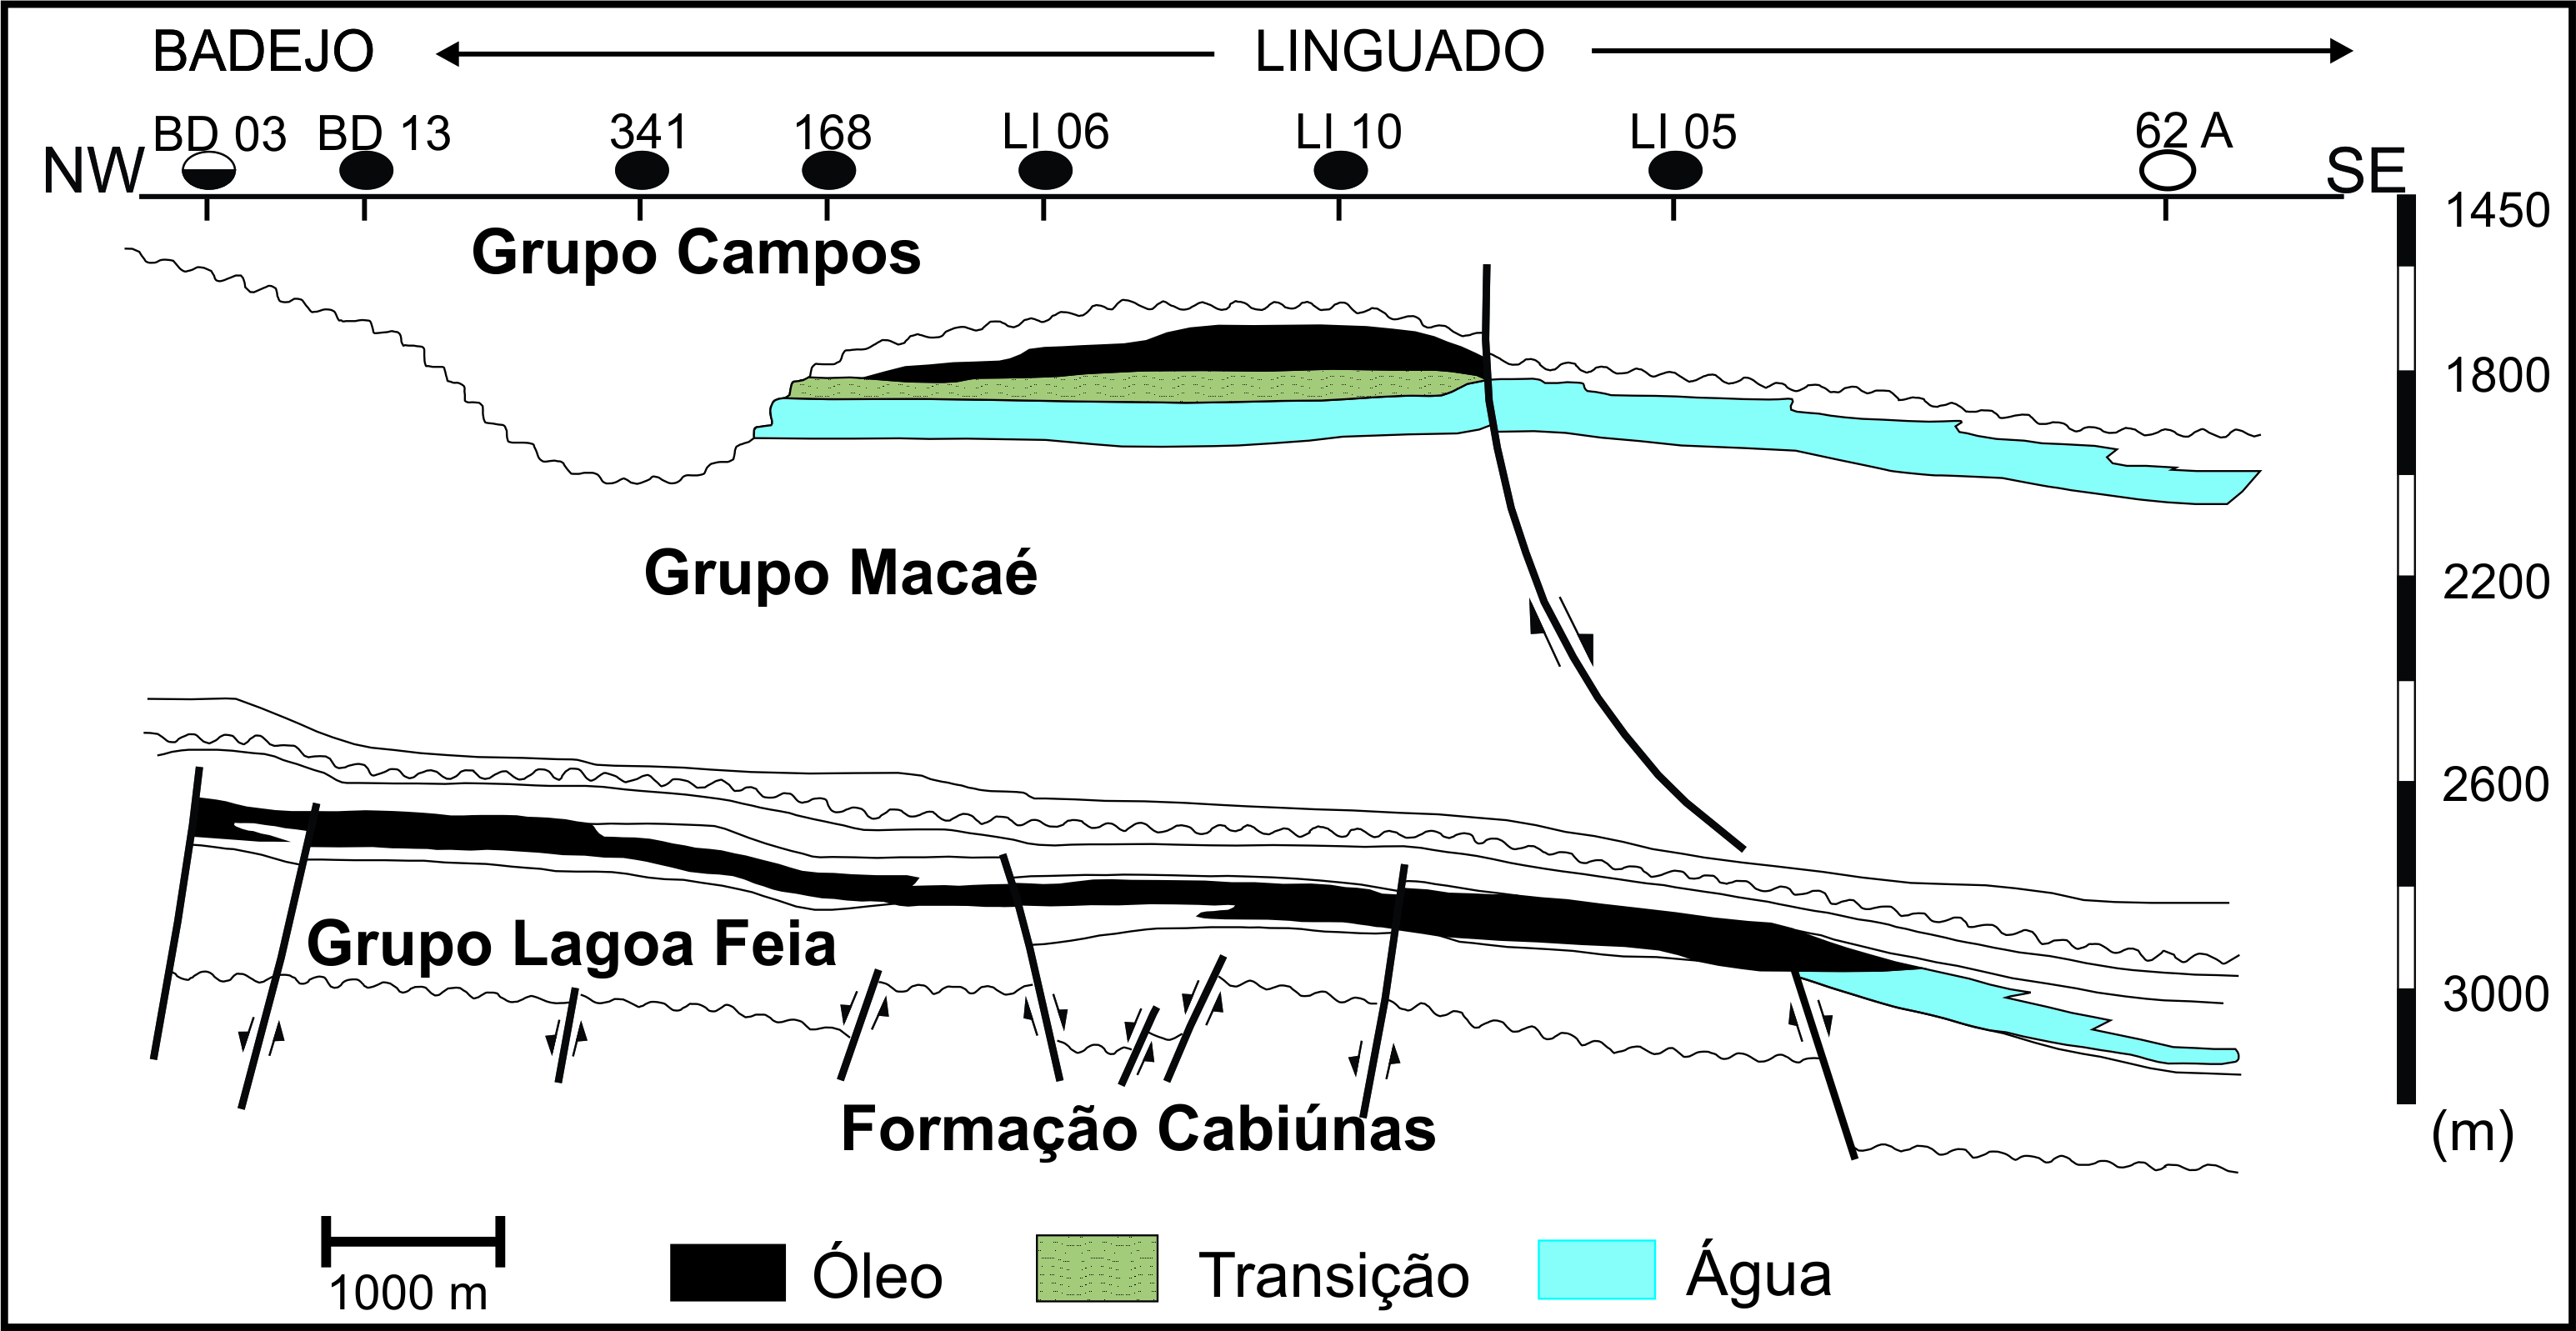 BADEJO LINGUADO
BD 03 BD 13 341 168 LI 06 LI 10 LI 05 62 A
NW SE
1450
Grupo Campos
1800
Grupo Macaé
2200
2600
Grupo Lagoa Feia
3000
Formação Cabiúnas
(m)
1000 m
Óleo
Transição
Água